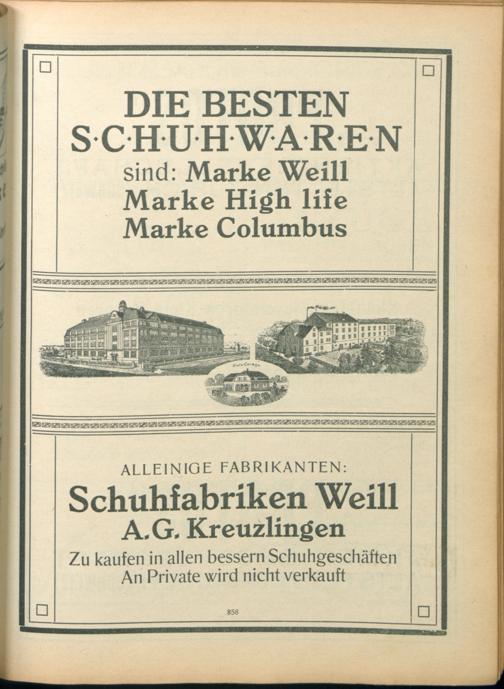 DIE BESTEN
S·C·H·U·H·W·A·R·E·N
sind: Marke Weill
Marke High life
Marke Columbus
ALLEINIGE FABRIKANTEN:
Schuhfabriken Weill
A.G. Kreuzlingen
Zu kaufen in allen bessern Schuhgeschäften
An Private wird nicht verkauft
858